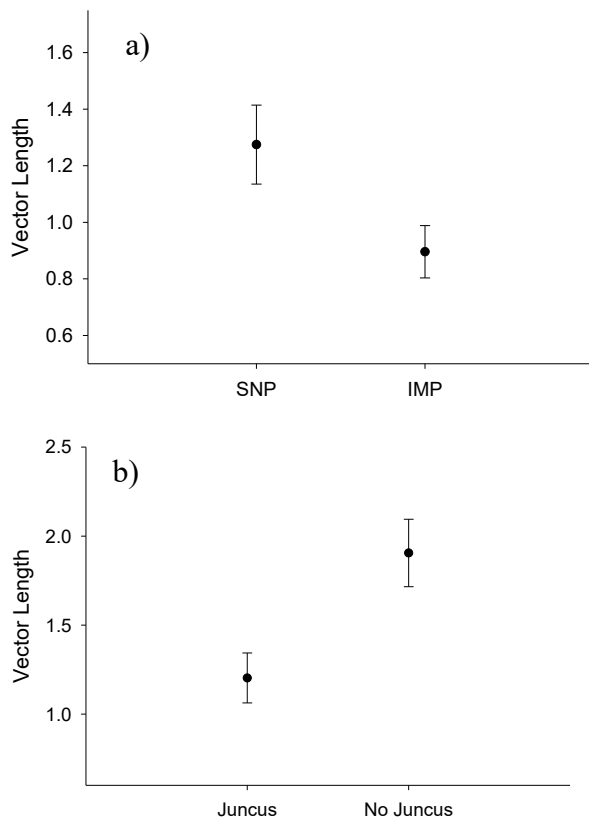 a)
1.6
1.4
1.2
1.0
0.8
0.6
Vector Length
SNP IMP
b)
2.5
2.0
1.5
1.0
Vector Length
Juncus No Juncus